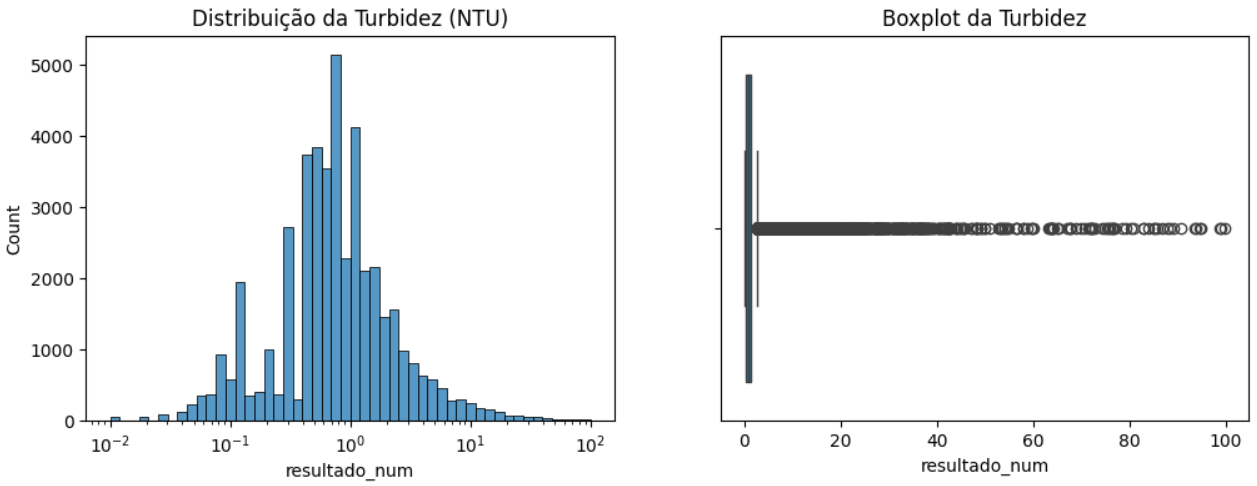 Distribuição da Turbidez (NTU)
Count
5000
4000
3000
2000
1000
0
10⁻² 10⁻¹ 10⁰ 10¹ 10²
resultado_num
Boxplot da Turbidez
0 20 40 60 80 100
resultado_num